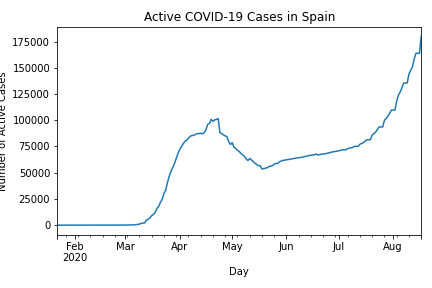 Active COVID-19 Cases in Spain
Number of Active Cases
175000
150000
125000
100000
75000
50000
25000
0
Feb Mar Apr May Jun Jul Aug
2020
Day